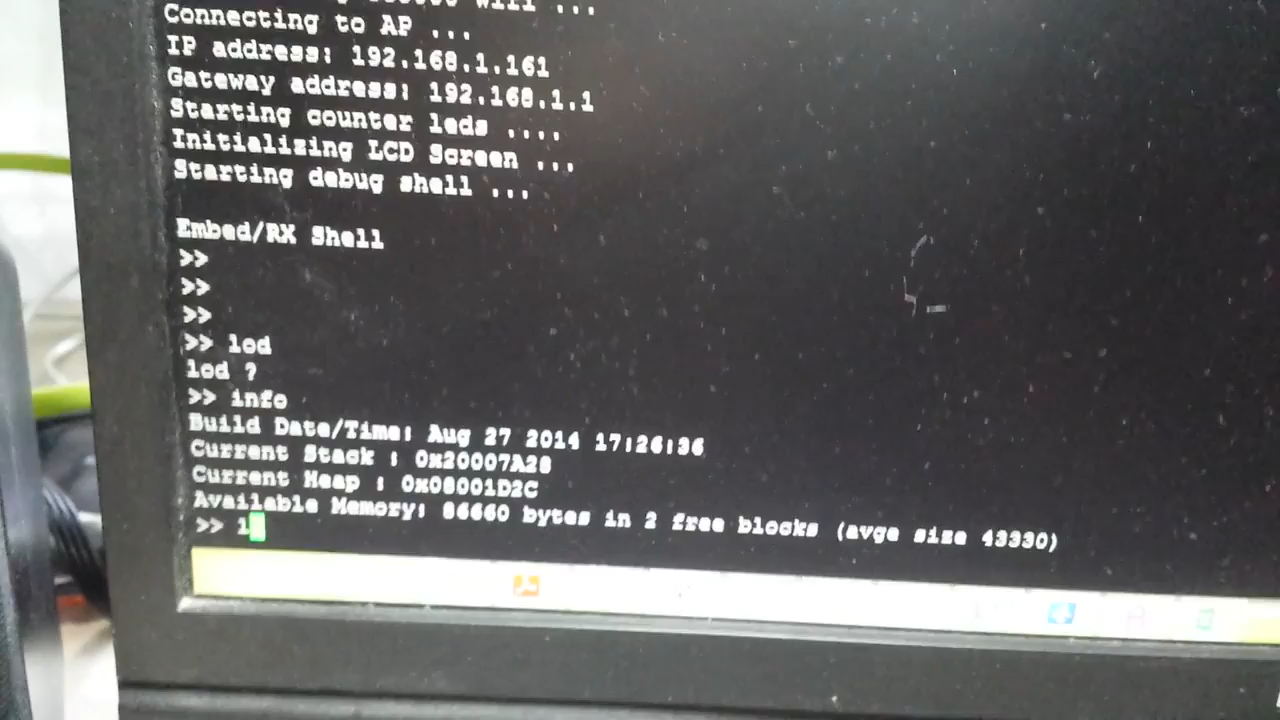 wifi ...
Connecting to AP ...
IP address: 192.168.1.161
Gateway address: 192.168.1.1
Starting counter leds ....
Initializing LCD Screen ...
Starting debug shell ...
Embed/RX Shell
>>
>>
>>
>> lcd
lcd ?
>> info
Build Date/Time: Aug 27 2014 17:26:36
Current Stack : 0x20007A28
Current Heap : 0x08001D2C
Available Memory: 86660 bytes in 2 free blocks (avge size 43330)
>> l